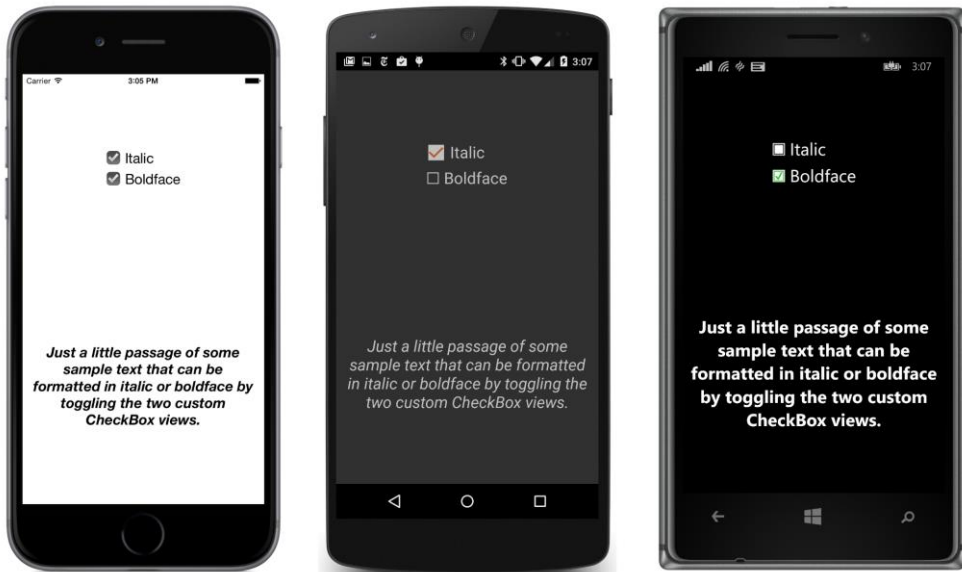 Carrier 3:05 PM
Italic
Boldface
Just a little passage of some
sample text that can be
formatted in italic or boldface by
toggling the two custom
CheckBox views.
3:07
Italic
Boldface
Just a little passage of some
sample text that can be formatted
in italic or boldface by toggling the
two custom CheckBox views.
3:07
Italic
Boldface
Just a little passage of some
sample text that can be
formatted in italic or boldface
by toggling the two custom
CheckBox views.